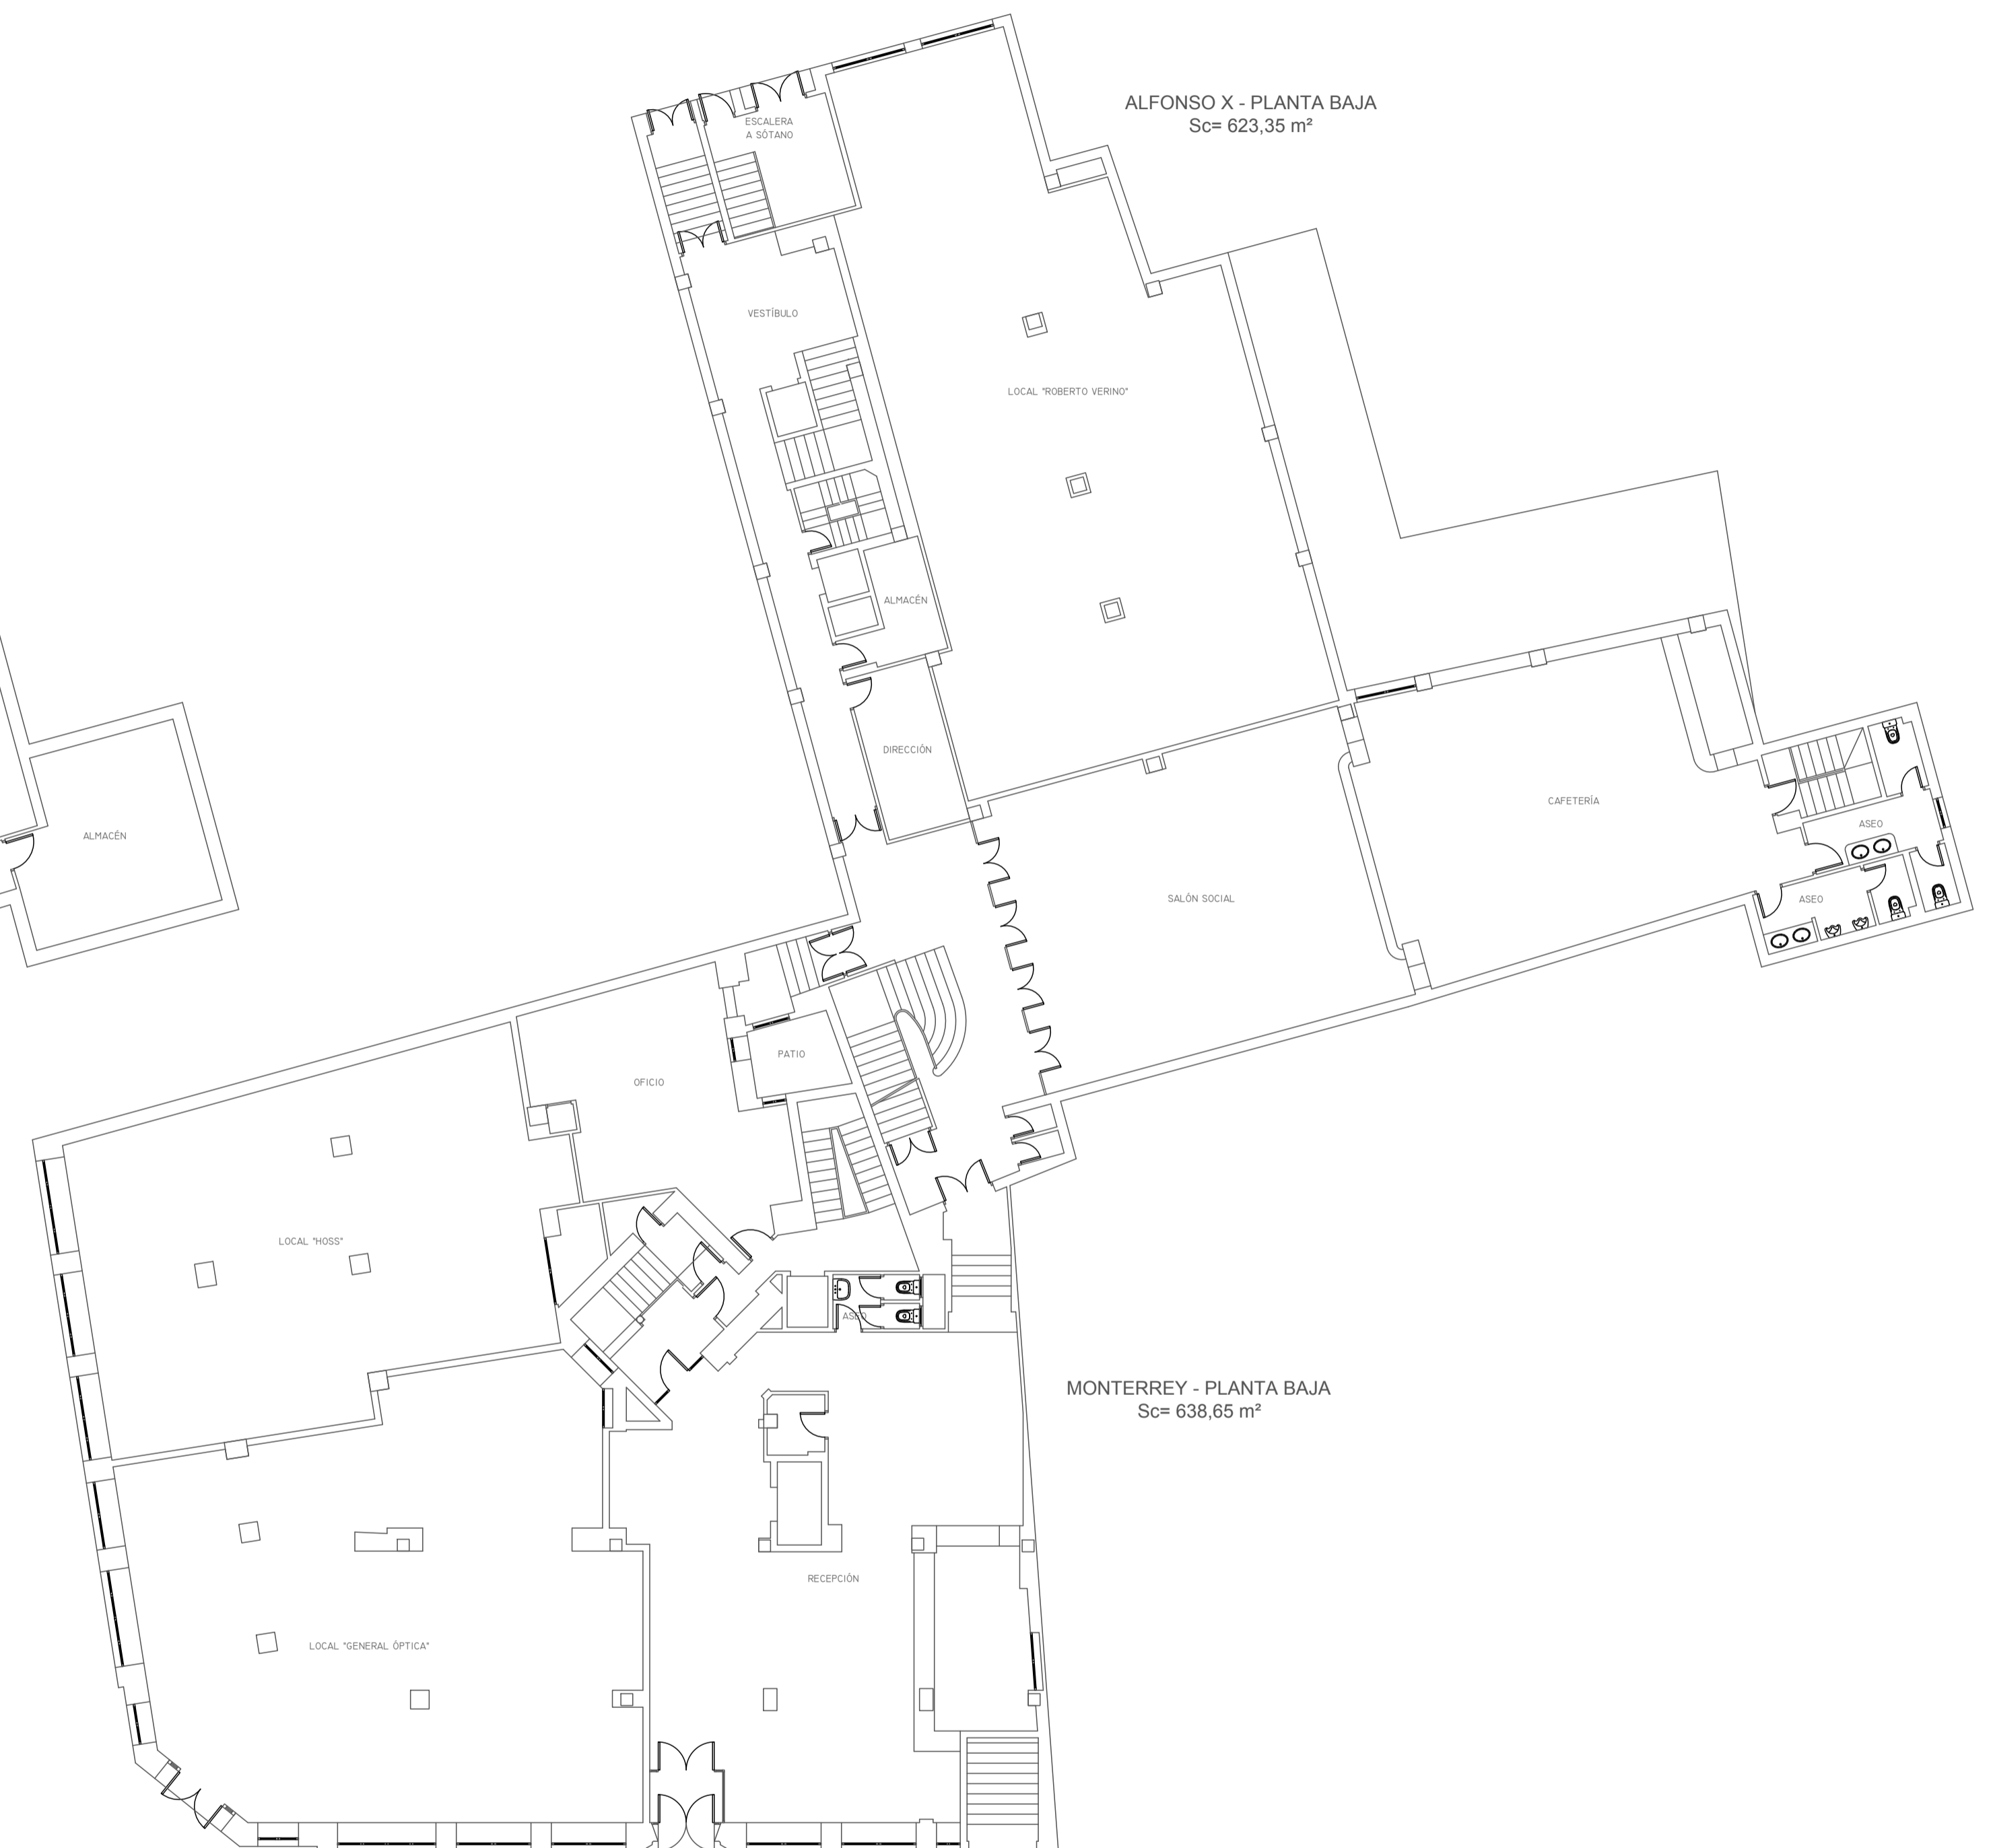 ALFONSO X - PLANTA BAJA
Sc= 623,35 m²
ESCALERA
A SÓTANO
VESTÍBULO
LOCAL "ROBERTO VERINO"
ALMACÉN
DIRECCIÓN
CAFETERÍA
ASEO
ALMACÉN
SALÓN SOCIAL
ASEO
PATIO
OFICIO
LOCAL "HOSS"
ASEO
MONTERREY - PLANTA BAJA
Sc= 638,65 m²
RECEPCIÓN
LOCAL "GENERAL ÓPTICA"